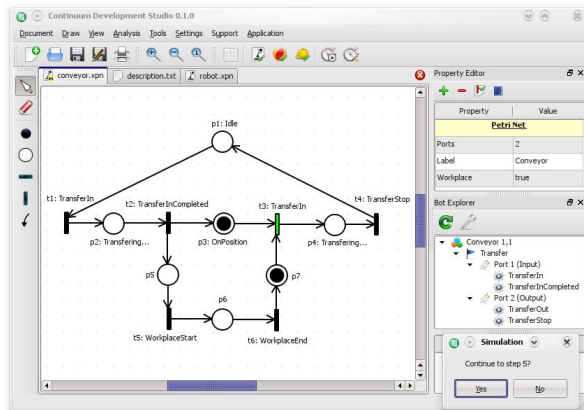 Continuum Development Studio 0.1.0
Document Draw View Analysis Tools Settings Support Application
conveyor.xpn description.txt robot.xpn
p1: Idle
t1: TransferIn
t2: TransferInCompleted
t3: TransferIn
t4: TransferStop
p2: Transfering...
p3: OnPosition
p4: Transfering...
p5
p7
p6
t5: WorkplaceStart
t6: WorkplaceEnd
Property Editor
Property Value
Petri Net
Ports 2
Label Conveyor
Workplace true
Bot Explorer
Conveyor 1,1
Transfer
Port 1 (Input)
TransferIn
TransferInCompleted
Port 2 (Output)
TransferOut
TransferStop
Simulation
Continue to step 5?
Yes No